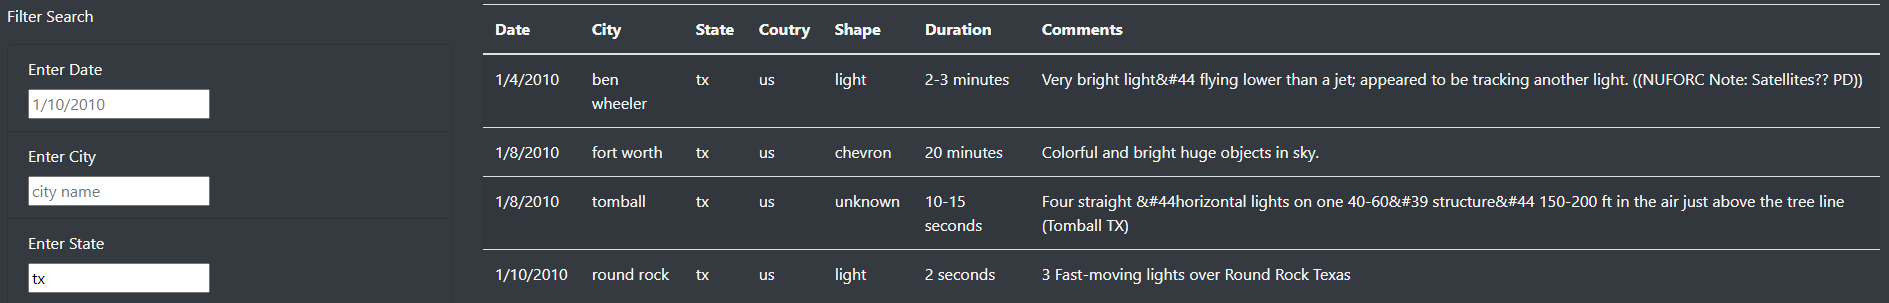 Filter Search
Enter Date
1/10/2010
Enter City
city name
Enter State
tx
Date City State Coutry Shape Duration Comments
1/4/2010 ben tx us light 2-3 minutes Very bright light&#44 flying lower than a jet; appeared to be tracking another light. ((NUFORC Note: Satellites?? PD))
wheeler
1/8/2010 fort worth tx us chevron 20 minutes Colorful and bright huge objects in sky.
1/8/2010 tomball tx us unknown 10-15 Four straight &#44horizontal lights on one 40-60&#39 structure&#44 150-200 ft in the air just above the tree line
seconds (Tomball TX)
1/10/2010 round rock tx us light 2 seconds 3 Fast-moving lights over Round Rock Texas